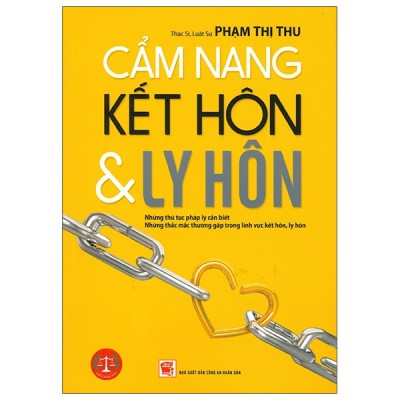 Thạc Sĩ, Luật Sư PHẠM THỊ THU
CẨM NANG
KẾT HÔN
& LY HÔN
Những thủ tục pháp lý cần biết
Những thắc mắc thường gặp trong lĩnh vực kết hôn, ly hôn
NHÀ XUẤT BẢN CÔNG AN NHÂN DÂN